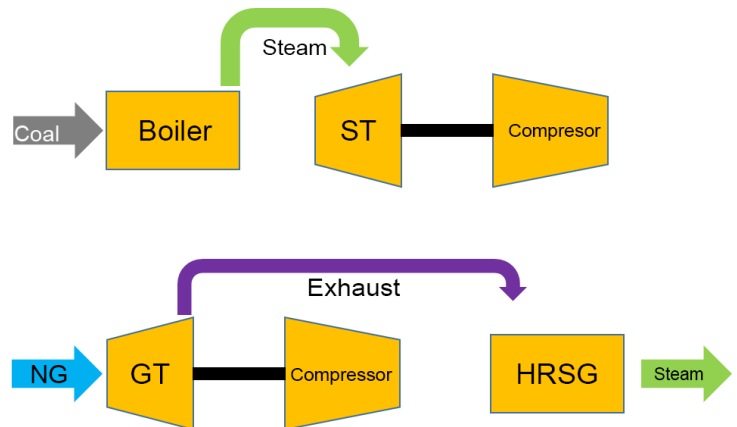 Steam
Coal
Boiler
ST
Compresor
Exhaust
NG
GT
Compressor
HRSG
Steam